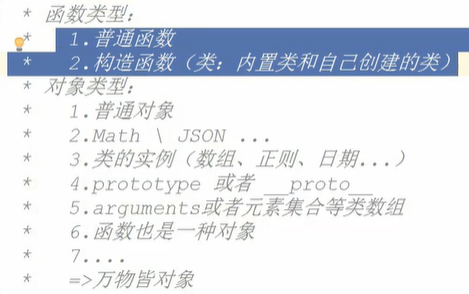 * 函数类型：
* 1.普通函数
* 2.构造函数（类：内置类和自己创建的类）
* 对象类型：
* 1.普通对象
* 2.Math \ JSON ...
* 3.类的实例（数组、正则、日期...）
* 4.prototype 或者 __proto__
* 5.arguments或者元素集合等类数组
* 6.函数也是一种对象
* 7....
* =>万物皆对象